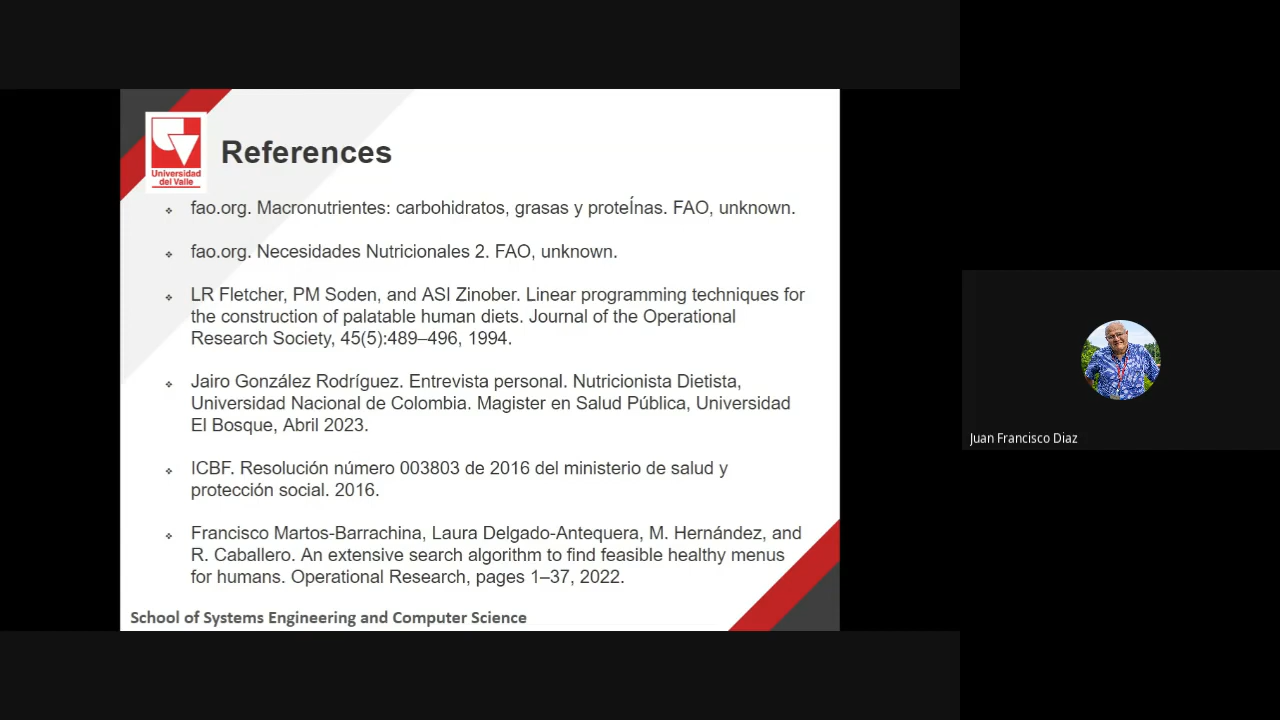 Universidad
del Valle
References
❖ fao.org. Macronutrientes: carbohidratos, grasas y proteÍnas. FAO, unknown.
❖ fao.org. Necesidades Nutricionales 2. FAO, unknown.
❖ LR Fletcher, PM Soden, and ASI Zinober. Linear programming techniques for
the construction of palatable human diets. Journal of the Operational
Research Society, 45(5):489–496, 1994.
❖ Jairo González Rodríguez. Entrevista personal. Nutricionista Dietista,
Universidad Nacional de Colombia. Magister en Salud Pública, Universidad
El Bosque, Abril 2023.
❖ ICBF. Resolución número 003803 de 2016 del ministerio de salud y
protección social. 2016.
❖ Francisco Martos-Barrachina, Laura Delgado-Antequera, M. Hernández, and
R. Caballero. An extensive search algorithm to find feasible healthy menus
for humans. Operational Research, pages 1–37, 2022.
School of Systems Engineering and Computer Science
Juan Francisco Diaz